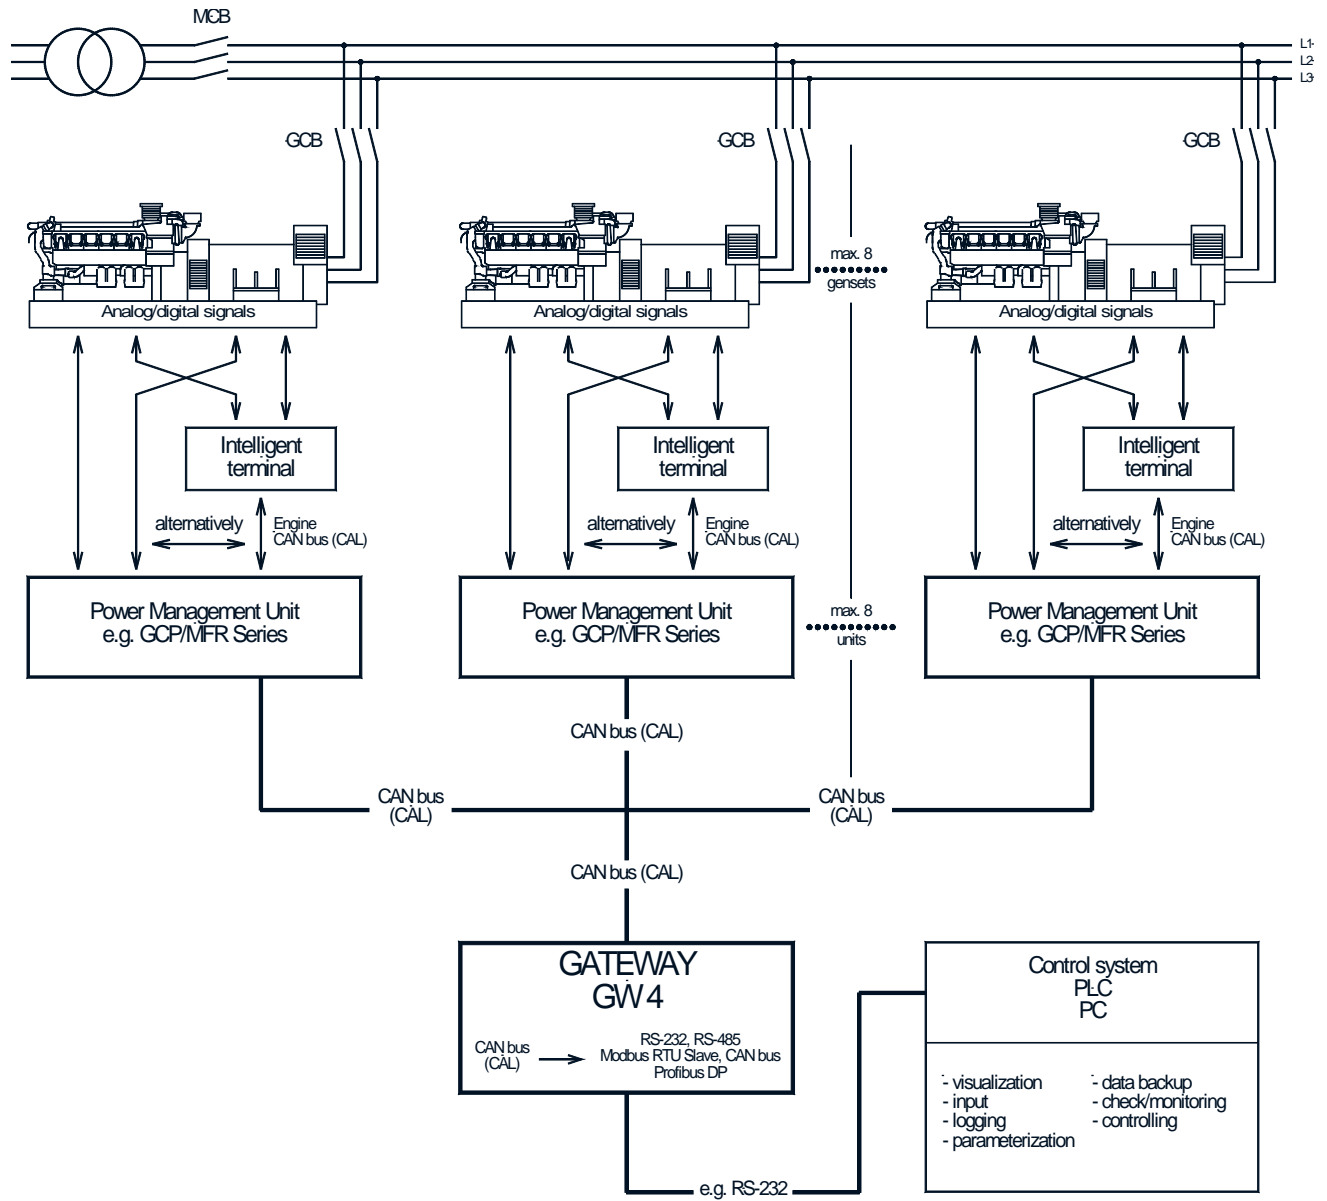 MCB
L1
L2
L3
GCB
GCB
GCB
max. 8
gensets
Analog/digital signals
Analog/digital signals
Analog/digital signals
Intelligent
terminal
Intelligent
terminal
Intelligent
terminal
alternatively
Engine
CAN bus (CAL)
alternatively
Engine
CAN bus (CAL)
alternatively
Engine
CAN bus (CAL)
Power Management Unit
e.g. GCP/MFR Series
Power Management Unit
e.g. GCP/MFR Series
max. 8
units
Power Management Unit
e.g. GCP/MFR Series
CAN bus (CAL)
CAN bus
(CAL)
CAN bus
(CAL)
CAN bus (CAL)
GATEWAY
GW 4
CAN bus
(CAL)
RS-232, RS-485
Modbus RTU Slave, CAN bus
Profibus DP
Control system
PLC
PC
- visualization
- input
- logging
- parameterization
- data backup
- check/monitoring
- controlling
e.g. RS-232